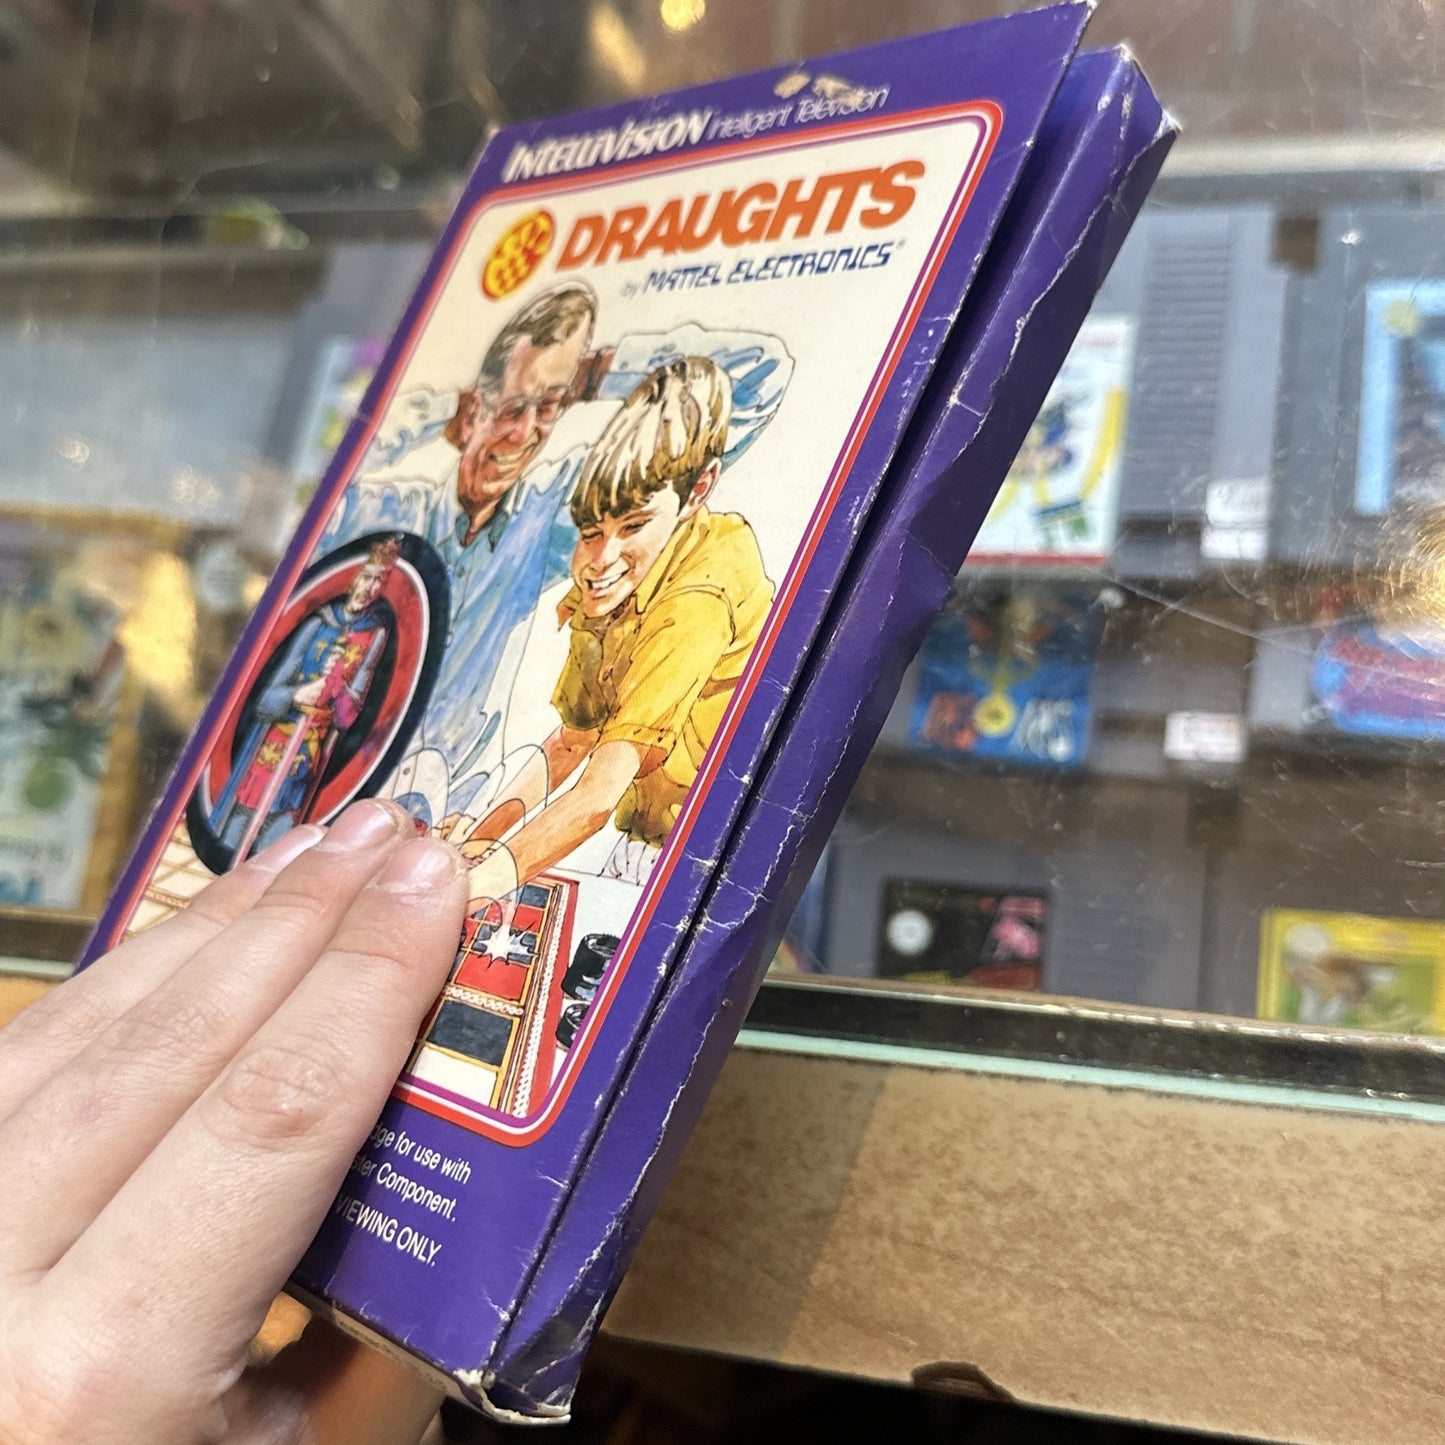 INTELLIVISION Intelligent Television
DRAUGHTS
by MATTEL ELECTRONICS®
dge for use with
ster Component.
VIEWING ONLY.